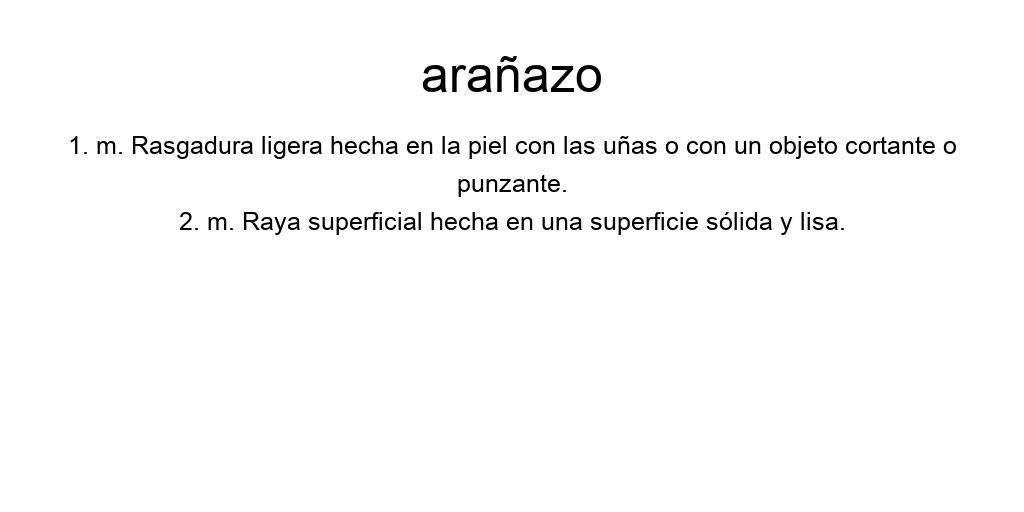 arañazo
1. m. Rasgadura ligera hecha en la piel con las uñas o con un objeto cortante o
punzante.
2. m. Raya superficial hecha en una superficie sólida y lisa.